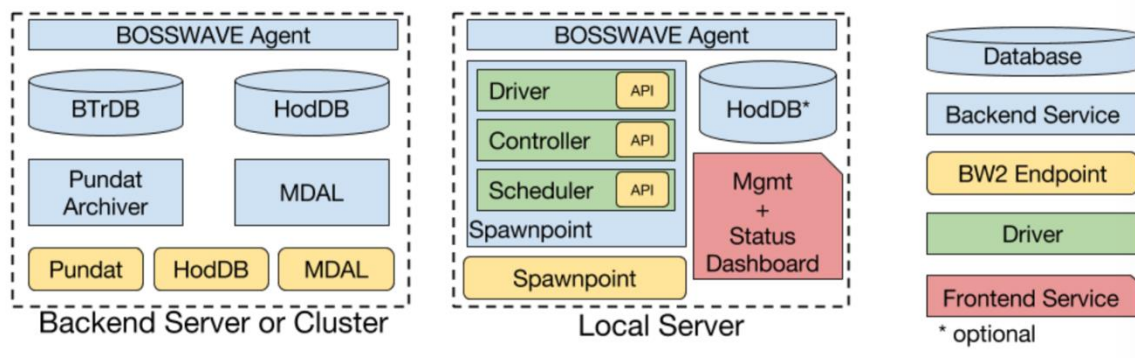 BOSSWAVE Agent
BTrDB
HodDB
Pundat
Archiver
MDAL
Pundat
HodDB
MDAL
Backend Server or Cluster
BOSSWAVE Agent
Driver
API
Controller
API
Scheduler
API
Spawnpoint
HodDB*
Mgmt
+
Status
Dashboard
Spawnpoint
Local Server
Database
Backend Service
BW2 Endpoint
Driver
Frontend Service
* optional